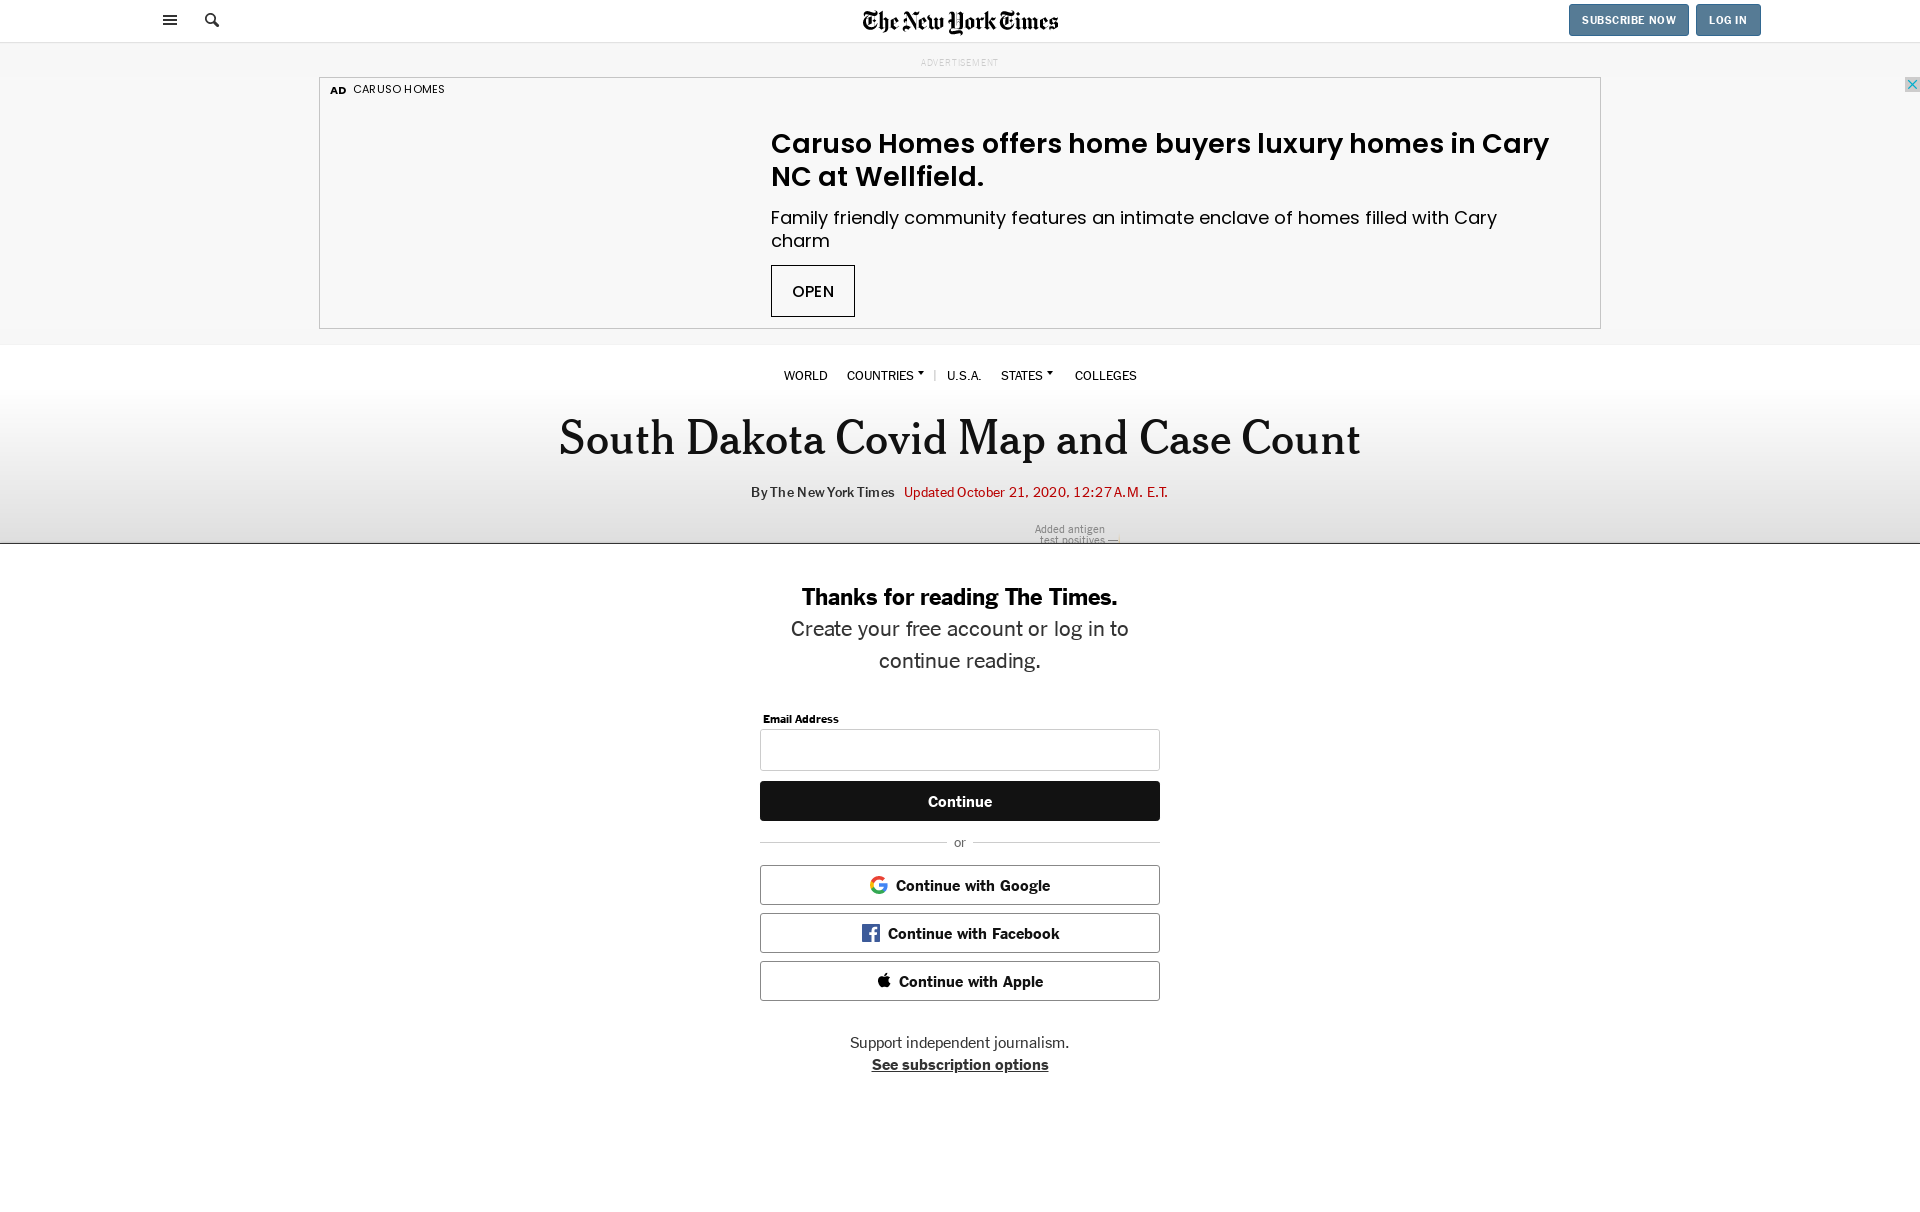 The New York Times
SUBSCRIBE NOW
LOG IN
ADVERTISEMENT
AD CARUSO HOMES
Caruso Homes offers home buyers luxury homes in Cary
NC at Wellfield.
Family friendly community features an intimate enclave of homes filled with Cary
charm
OPEN
WORLD COUNTRIES | U.S.A. STATES COLLEGES
South Dakota Covid Map and Case Count
By The New York Times Updated October 21, 2020, 12:27 A.M. E.T.
Added antigen
test positives —
Thanks for reading The Times.
Create your free account or log in to
continue reading.
Email Address
Continue
or
Continue with Google
Continue with Facebook
Continue with Apple
Support independent journalism.
See subscription options